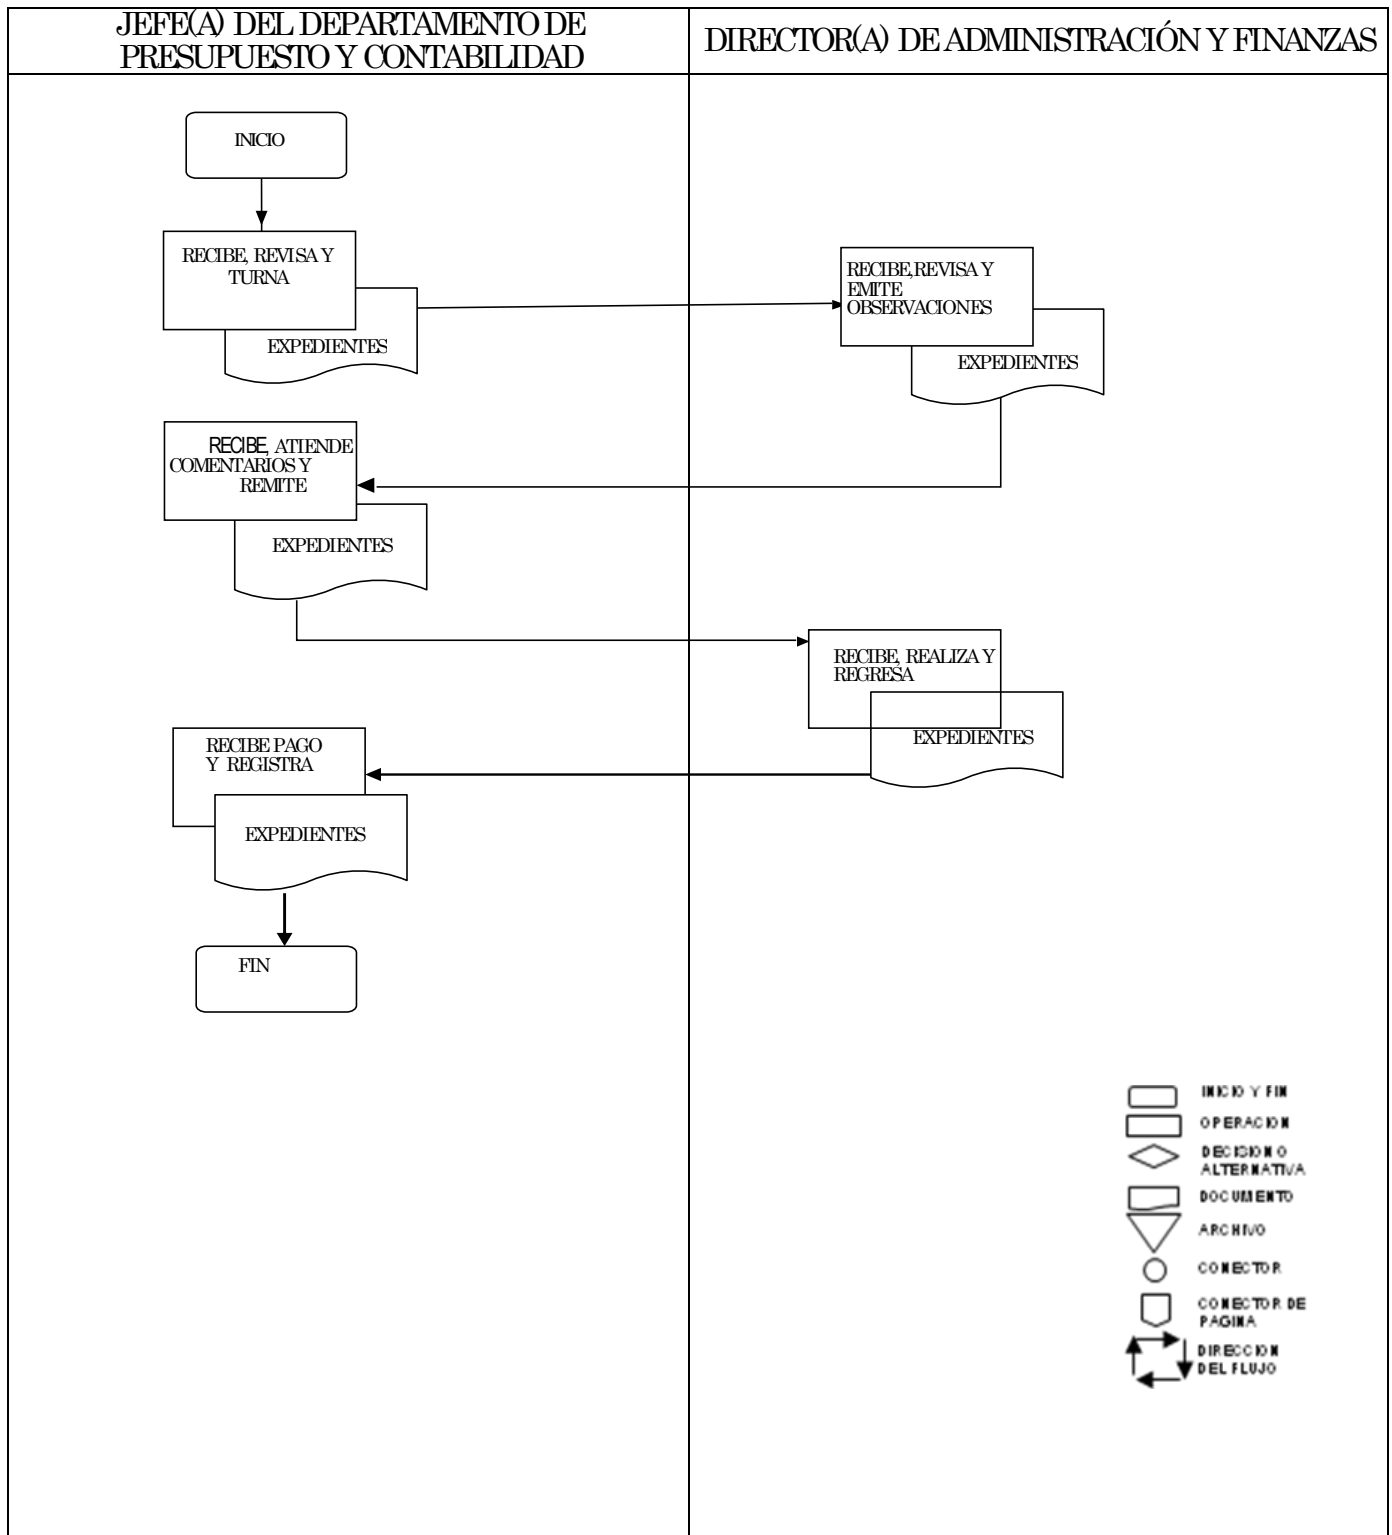 JEFE(A) DEL DEPARTAMENTO DE
PRESUPUESTO Y CONTABILIDAD
DIRECTOR(A) DE ADMINISTRACIÓN Y FINANZAS
INICIO
RECIBE, REVISA Y
TURNA
EXPEDIENTES
RECIBE,REVISA Y
EMITE
OBSERVACIONES
EXPEDIENTES
RECIBE, ATIENDE
COMENTARIOS Y
REMITE
EXPEDIENTES
RECIBE, REALIZA Y
REGRESA
EXPEDIENTES
RECIBE PAGO
Y REGISTRA
EXPEDIENTES
FIN
INICIO Y FIN
OPERACION
DECISION O
ALTERNATIVA
DOCUMENTO
ARCHIVO
CONECTOR
CONECTOR DE
PAGINA
DIRECCION
DEL FLUJO